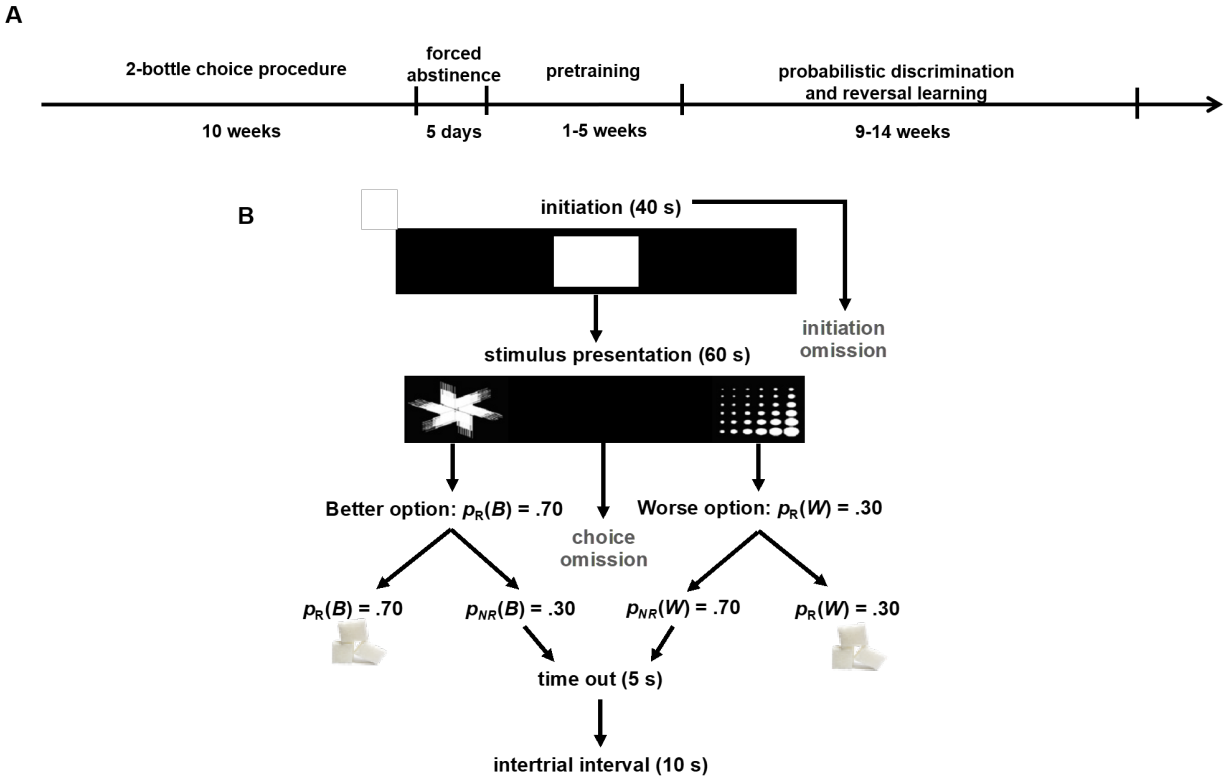 A
2-bottle choice procedure
forced
abstinence
pretraining
probabilistic discrimination
and reversal learning
10 weeks
5 days
1-5 weeks
9-14 weeks
B
initiation (40 s)
initiation
omission
stimulus presentation (60 s)
Better option: pR(B) = .70
Worse option: pR(W) = .30
choice
omission
pR(B) = .70
pNR(B) = .30
pNR(W) = .70
pR(W) = .30
time out (5 s)
intertrial interval (10 s)